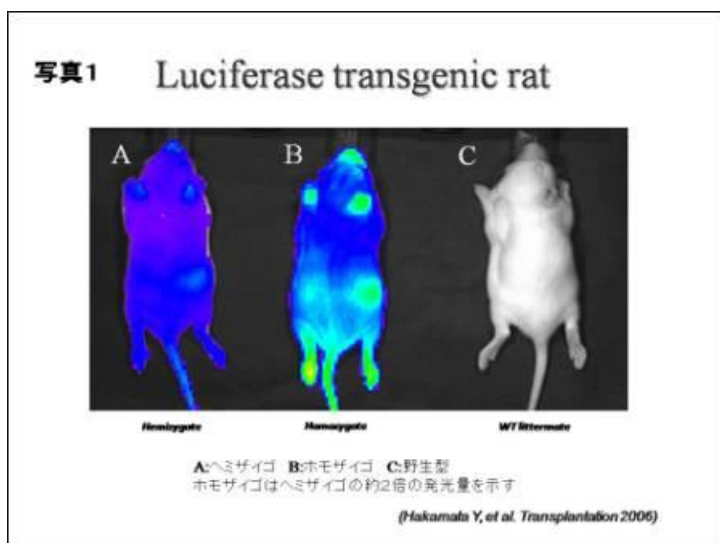 写真1 Luciferase transgenic rat
A B C
Hemizygote Homozygote WT littermate
A:ヘミザイゴ B:ホモザイゴ C:野生型
ホモザイゴはヘミザイゴの約2倍の発光量を示す
(Hakamata Y, et al. Transplantation 2006)